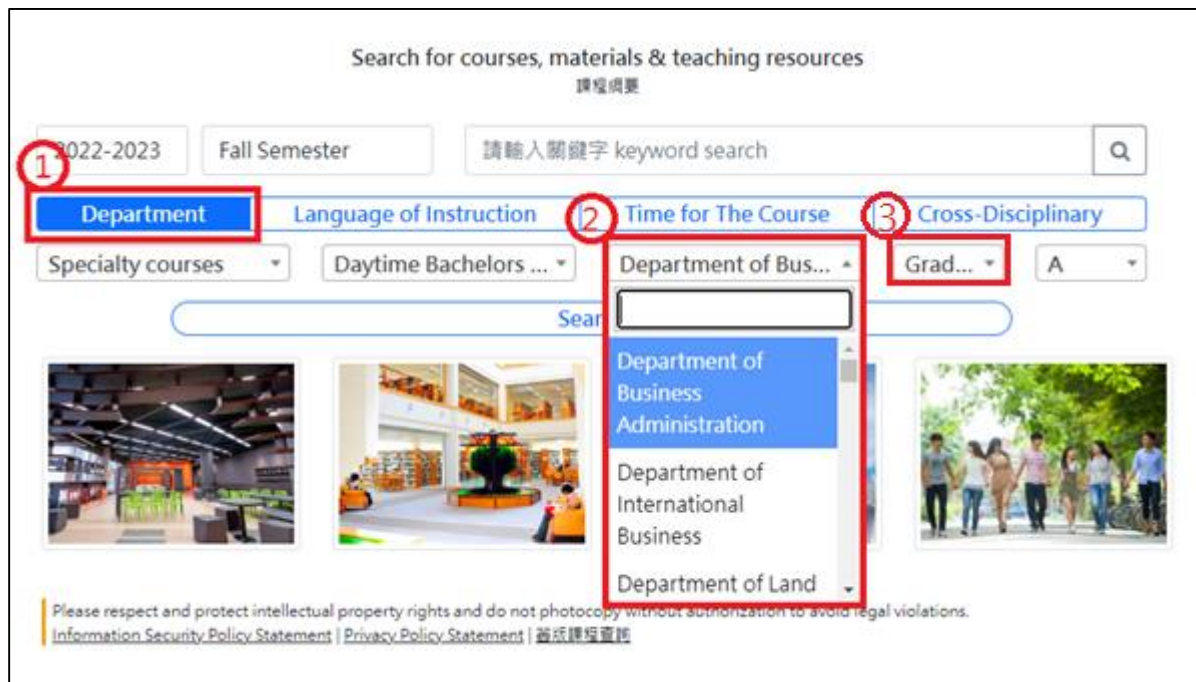 Search for courses, materials & teaching resources
課程綱要
2022-2023 Fall Semester 請輸入關鍵字 keyword search
1
Department Language of Instruction 2 Time for The Course 3 Cross-Disciplinary
Specialty courses Daytime Bachelors ... Department of Bus... Grad... A
Sear
Department of
Business
Administration
Department of
International
Business
Department of Land
Please respect and protect intellectual property rights and do not photocopy without authorization to avoid legal violations.
Information Security Policy Statement | Privacy Policy Statement | 舊版課程查詢